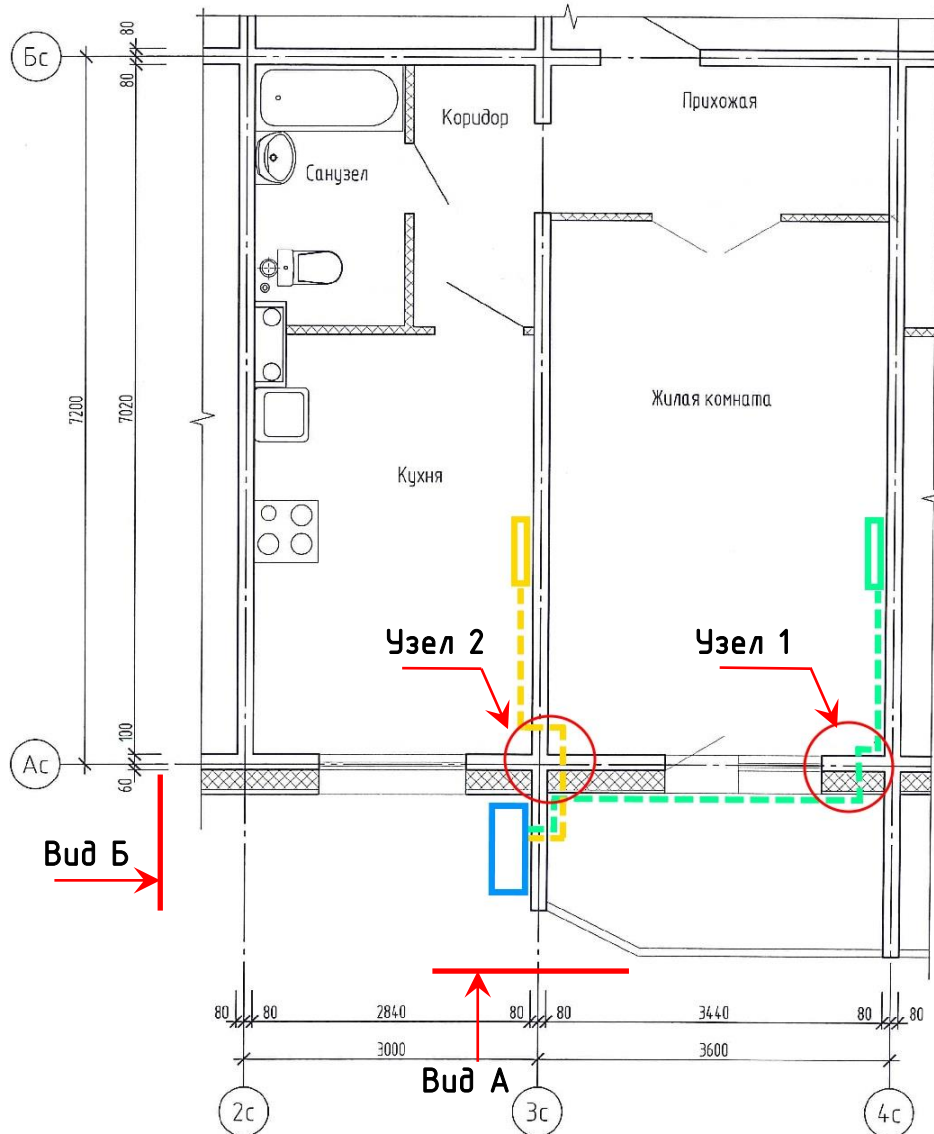 80
Бс
80
Прихожая
Коридор
Санузел
7200
7020
Жилая комната
Кухня
Узел 2
Узел 1
100
Ас
60
Вид Б
80
80
2840
80
80
3440
80
80
3000
3600
Вид А
2с
3с
4с